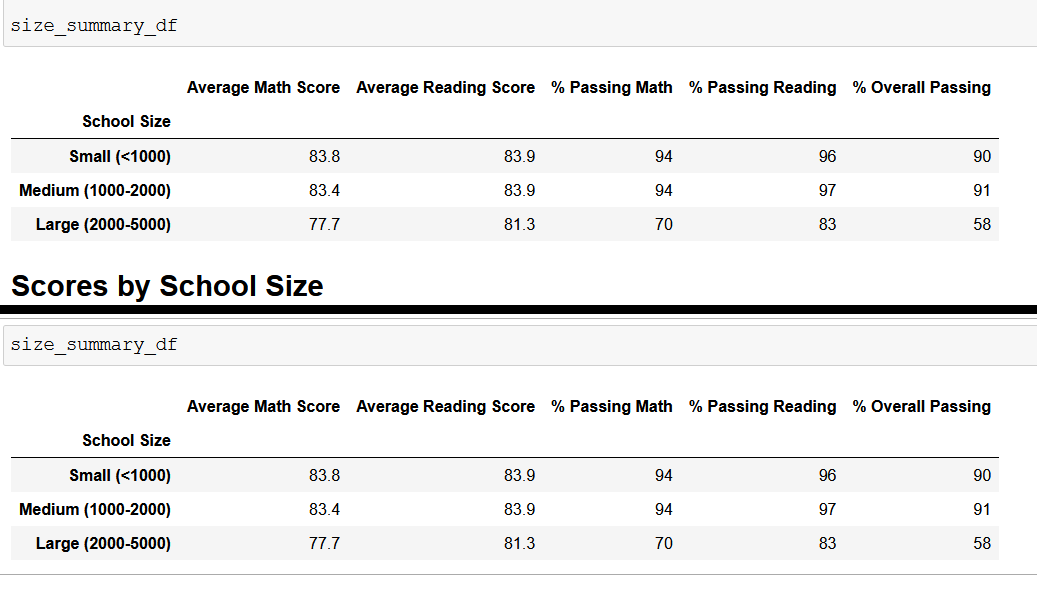 size_summary_df
Average Math Score Average Reading Score % Passing Math % Passing Reading % Overall Passing
School Size
Small (<1000) 83.8 83.9 94 96 90
Medium (1000-2000) 83.4 83.9 94 97 91
Large (2000-5000) 77.7 81.3 70 83 58
Scores by School Size
size_summary_df
Average Math Score Average Reading Score % Passing Math % Passing Reading % Overall Passing
School Size
Small (<1000) 83.8 83.9 94 96 90
Medium (1000-2000) 83.4 83.9 94 97 91
Large (2000-5000) 77.7 81.3 70 83 58